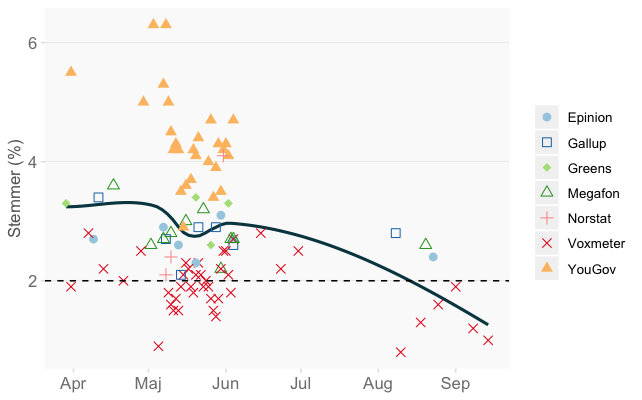 Stemmer (%)
6
4
2
Apr Maj Jun Jul Aug Sep
Epinion
Gallup
Greens
Megafon
Norstat
Voxmeter
YouGov